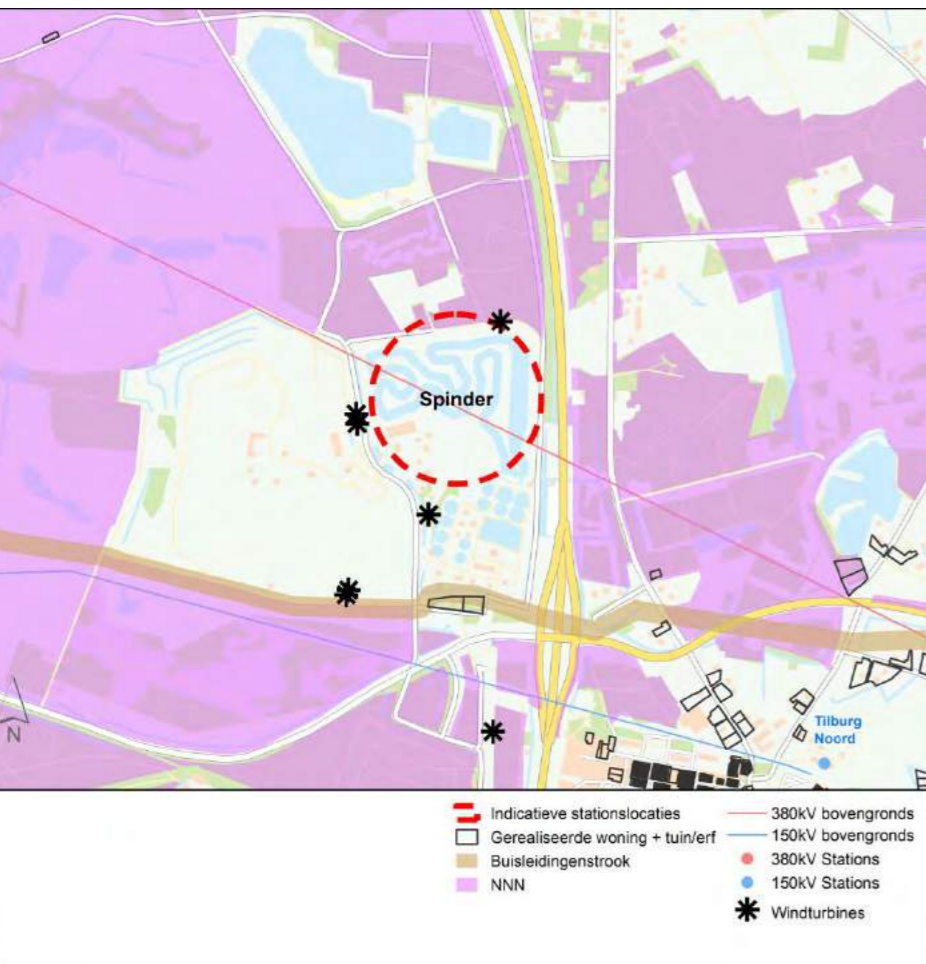 Spinder
Tilburg
Noord
N
Indicatieve stationslocaties
Gerealiseerde woning + tuin/erf
Buisleidingenstrook
NNN
380kV bovengronds
150kV bovengronds
380kV Stations
150kV Stations
Windturbines